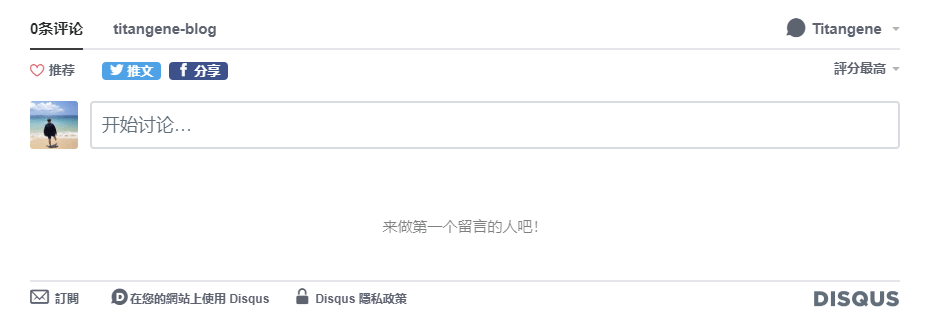 0条评论 titangene-blog Titangene
推荐 推文 分享 評分最高
开始讨论…
来做第一个留言的人吧！
訂閱 在您的網站上使用 Disqus Disqus 隱私政策 DISQUS